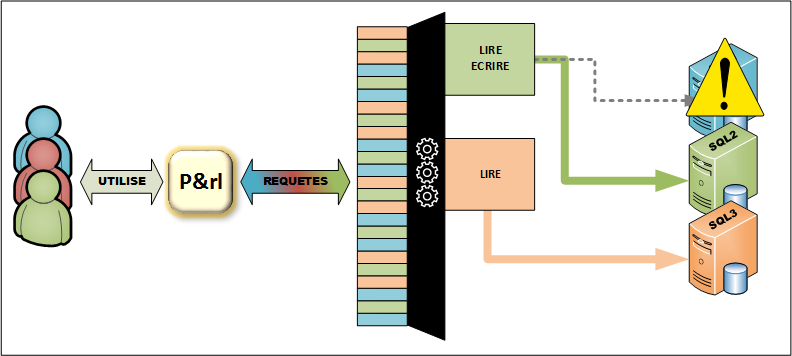 UTILISE
P&rl
REQUETES
LIRE
ECRIRE
LIRE
SQL2
SQL3